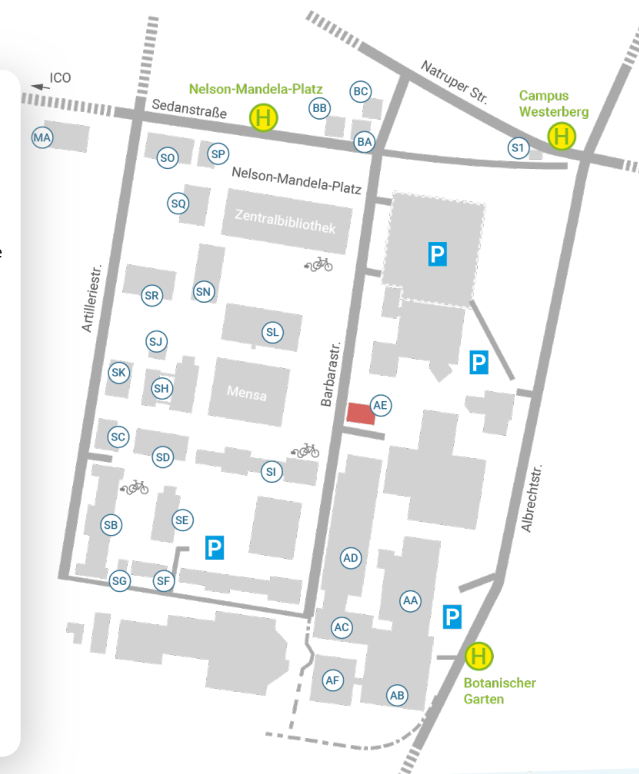 ICO
Nelson-Mandela-Platz
Natruper Str.
Campus
Westerberg
Sedanstraße
H
H
BC
BB
BA
S1
MA
SO
SP
Nelson-Mandela-Platz
SQ
Zentralbibliothek
P
e
Artilleriestr.
SR
SN
SL
SJ
P
SK
SH
Mensa
Barbarastr.
AE
SC
SD
SI
Albrechtstr.
SB
SE
P
AD
SG
SF
AA
P
AC
H
AF
AB
Botanischer
Garten